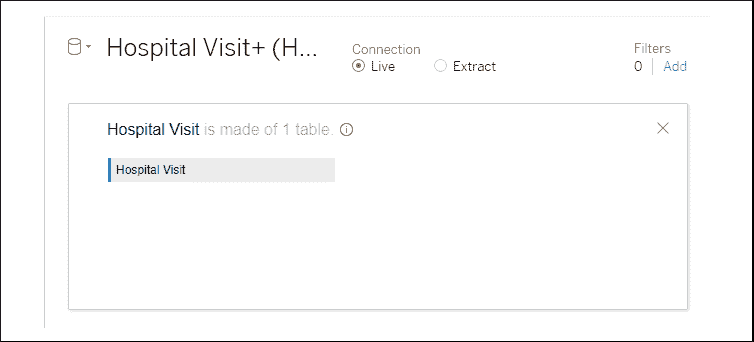 Hospital Visit+ (H...
Connection
Live
Extract
Filters
0
Add
Hospital Visit is made of 1 table.
Hospital Visit